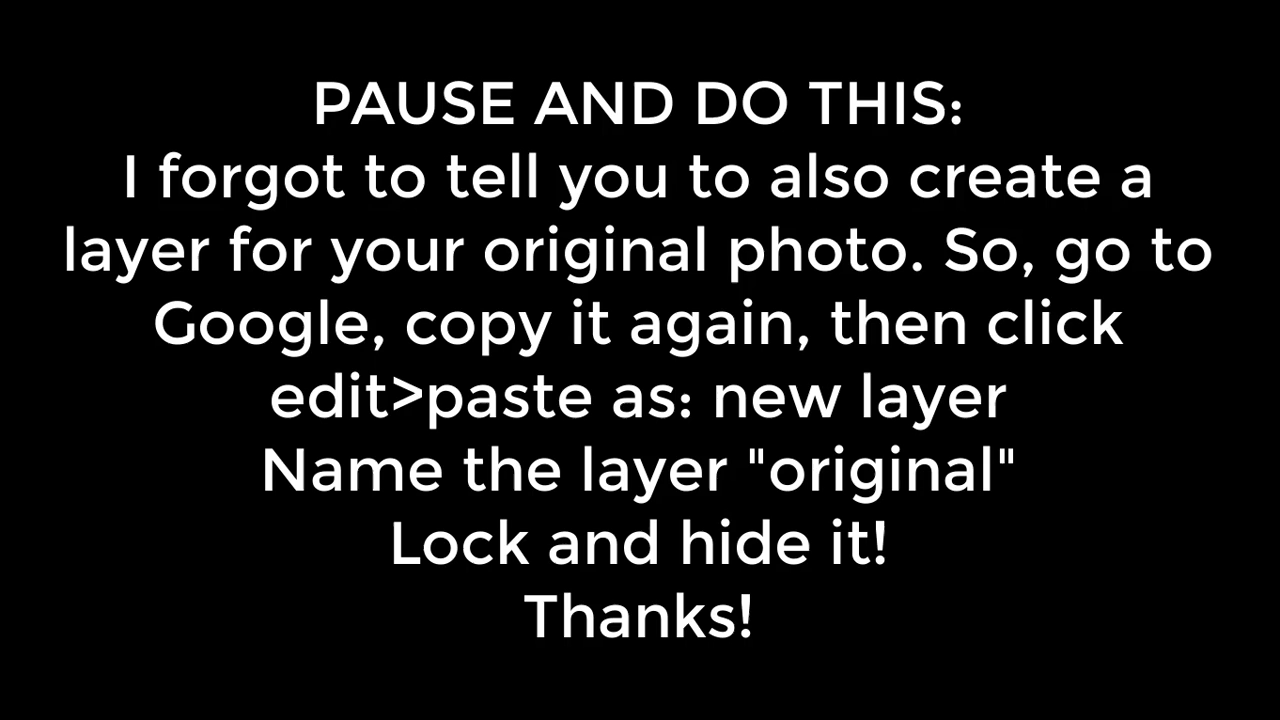 PAUSE AND DO THIS:
I forgot to tell you to also create a
layer for your original photo. So, go to
Google, copy it again, then click
edit>paste as: new layer
Name the layer "original"
Lock and hide it!
Thanks!